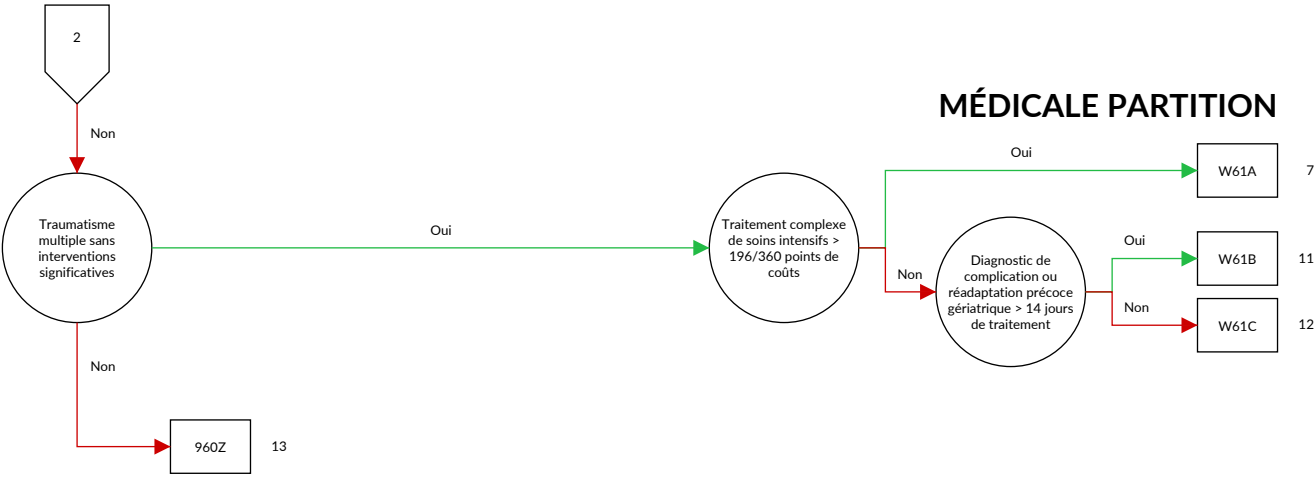 2
Non
MÉDICALE PARTITION
Oui
W61A
7
Traumatisme
multiple sans
interventions
significatives
Oui
Traitement complexe
de soins intensifs >
196/360 points de
coûts
Non
Diagnostic de
complication ou
réadaptation précoce
gériatrique > 14 jours
de traitement
Oui
W61B
11
Non
W61C
12
Non
960Z
13